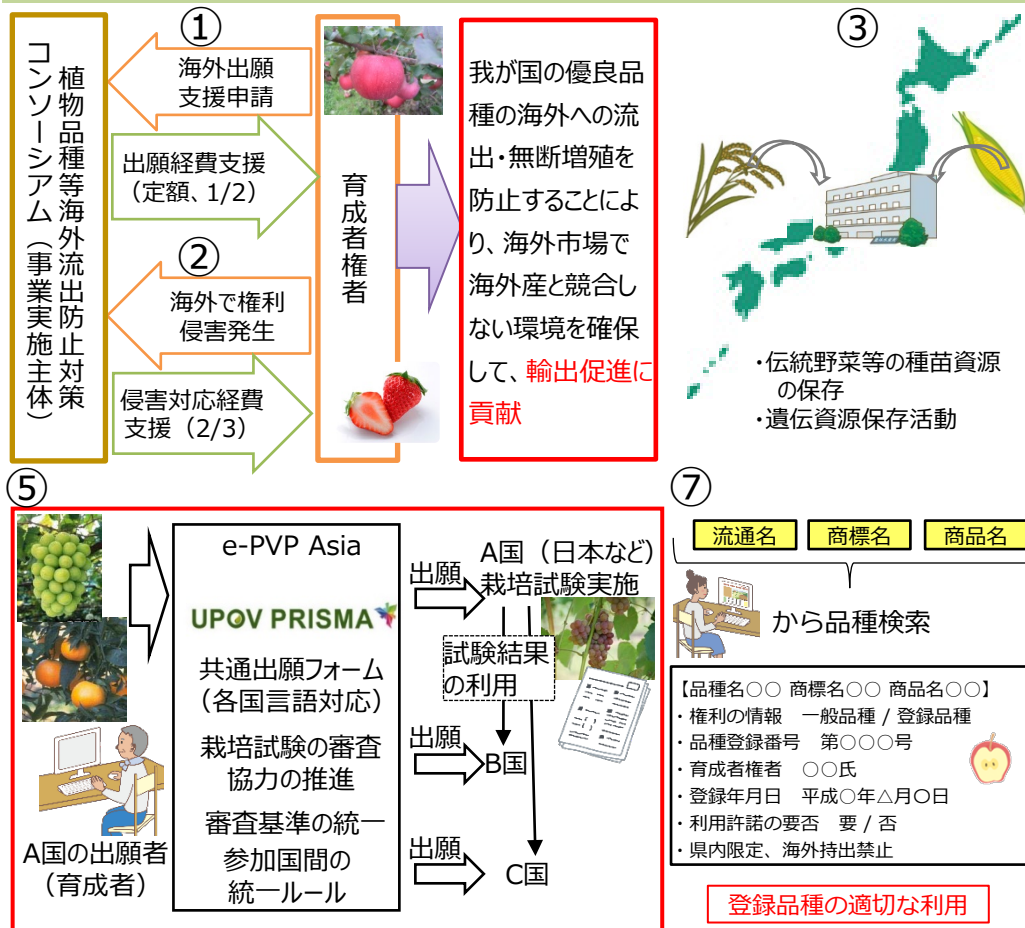 ①
海外出願
支援申請
出願経費支援
（定額、1/2）
②
海外で権利
侵害発生
侵害対応経費
支援（2/3）
植物品種等海外流出防止対策
コンソーシアム（事業実施主体）
育成者権者
我が国の優良品
種の海外への流
出・無断増殖を
防止することによ
り、海外市場で
海外産と競合し
ない環境を確保
して、輸出促進に
貢献
③
・伝統野菜等の種苗資源
の保存
・遺伝資源保存活動
⑤
A国の出願者
（育成者）
e-PVP Asia
UPOV PRISMA
共通出願フォーム
（各国言語対応）
栽培試験の審査
協力の推進
審査基準の統一
参加国間の
統一ルール
出願
A国（日本など）
栽培試験実施
試験結果
の利用
出願
B国
出願
C国
⑦
流通名
商標名
商品名
から品種検索
【品種名○○ 商標名○○ 商品名○○】
・権利の情報　一般品種 / 登録品種
・品種登録番号　第○○○号
・育成者権者　○○氏
・登録年月日　平成○年△月〇日
・利用許諾の要否　要 / 否
・県内限定、海外持出禁止
登録品種の適切な利用